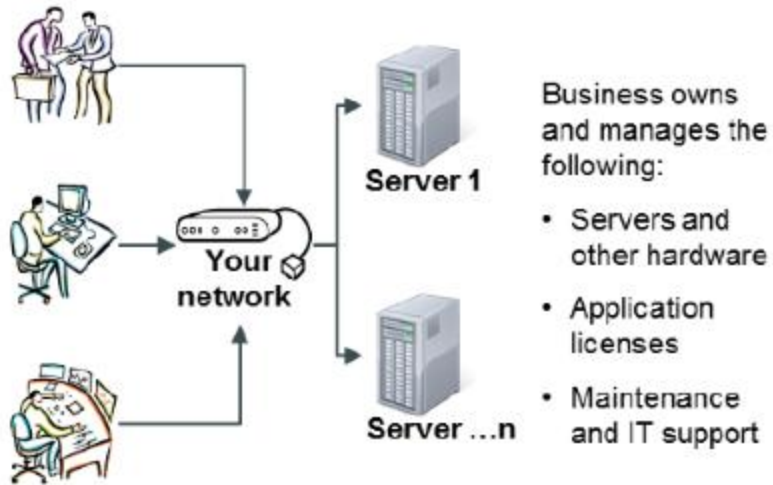 Server 1
Your
network
Server ...n
Business owns
and manages the
following:
• Servers and
other hardware
• Application
licenses
• Maintenance
and IT support